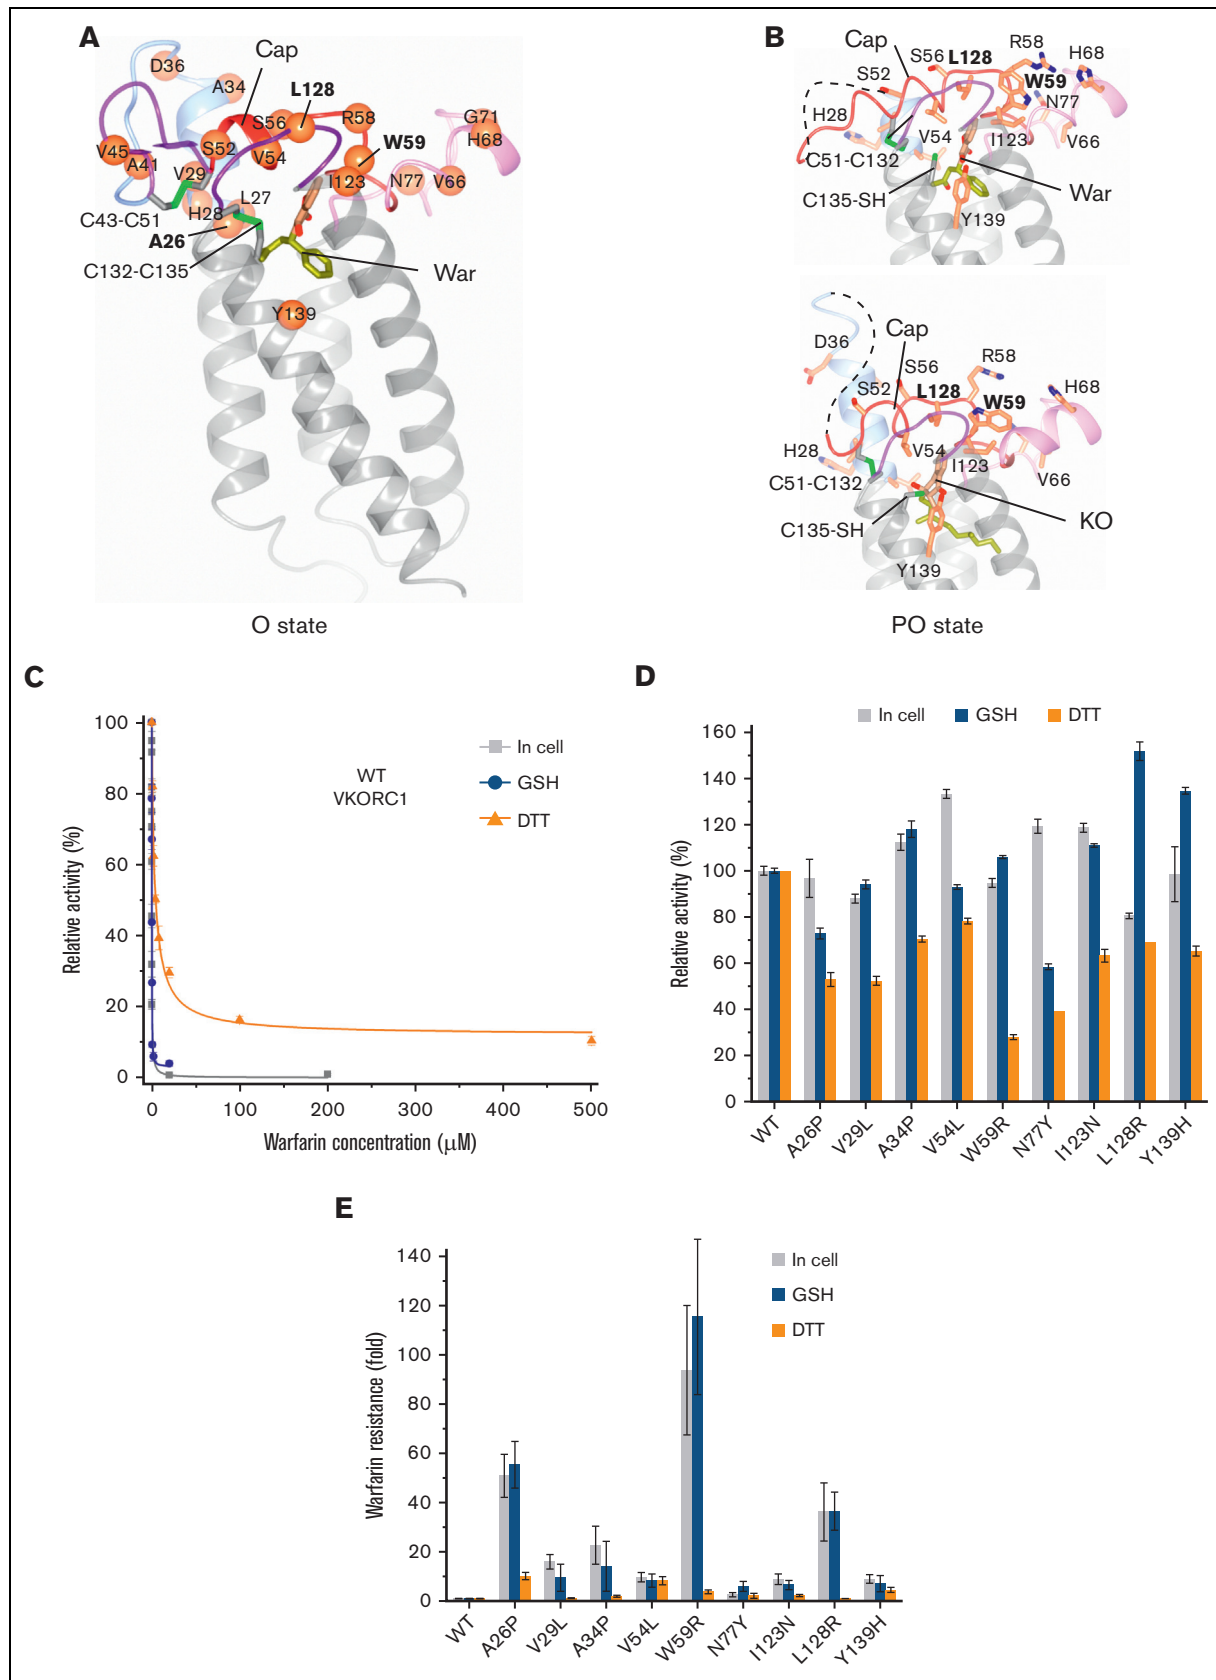 A
Cap
D36
A34
L128
S56
R58
G71
H68
S52
V54
W59
V45
A41
V29
I123
N77
V66
L27
H28
C43-C51
A26
C132-C135
War
Y139
O state
B
Cap
S56
L128
R58
H68
S52
W59
H28
N77
V54
I123
V66
C51-C132
C135-SH
War
Y139
D36
Cap
S56
R58
S52
L128
W59
H68
H28
V54
I123
V66
C51-C132
C135-SH
KO
Y139
PO state
C
Relative activity (%)
100
80
60
40
20
0
WT
VKORC1
In cell
GSH
DTT
0 100 200 300 400 500
Warfarin concentration (μM)
D
In cell GSH DTT
Relative activity (%)
160
140
120
100
80
60
40
20
0
WT A26P V29L A34P V54L W59R N77Y I123N L128R Y139H
E
Warfarin resistance (fold)
140
120
100
80
60
40
20
0
In cell
GSH
DTT
WT A26P V29L A34P V54L W59R N77Y I123N L128R Y139H